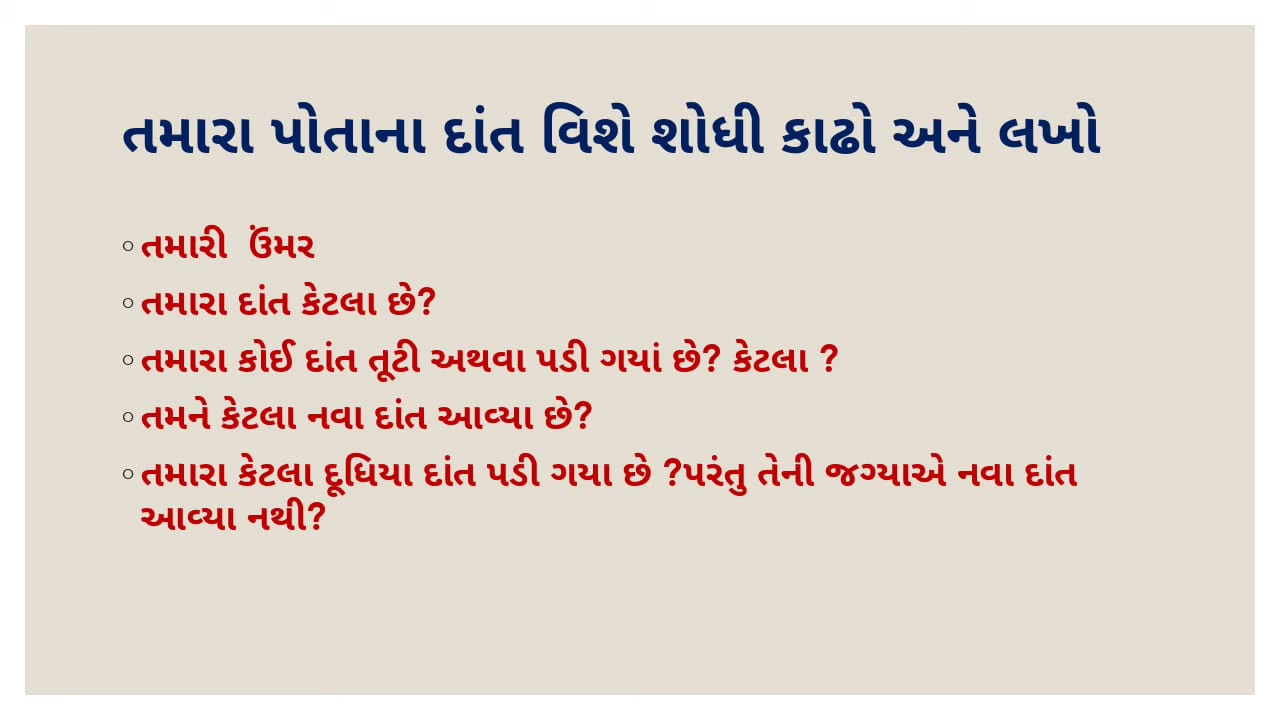 તમારા પોતાના દાંત વિશે શોધી કાઢો અને લખો
◦ તમારી ઉંમર
◦ તમારા દાંત કેટલા છે?
◦ તમારા કોઈ દાંત તૂટી અથવા પડી ગયાં છે? કેટલા ?
◦ તમને કેટલા નવા દાંત આવ્યા છે?
◦ તમારા કેટલા દૂધિયા દાંત પડી ગયા છે ?પરંતુ તેની જગ્યાએ નવા દાંત
આવ્યા નથી?